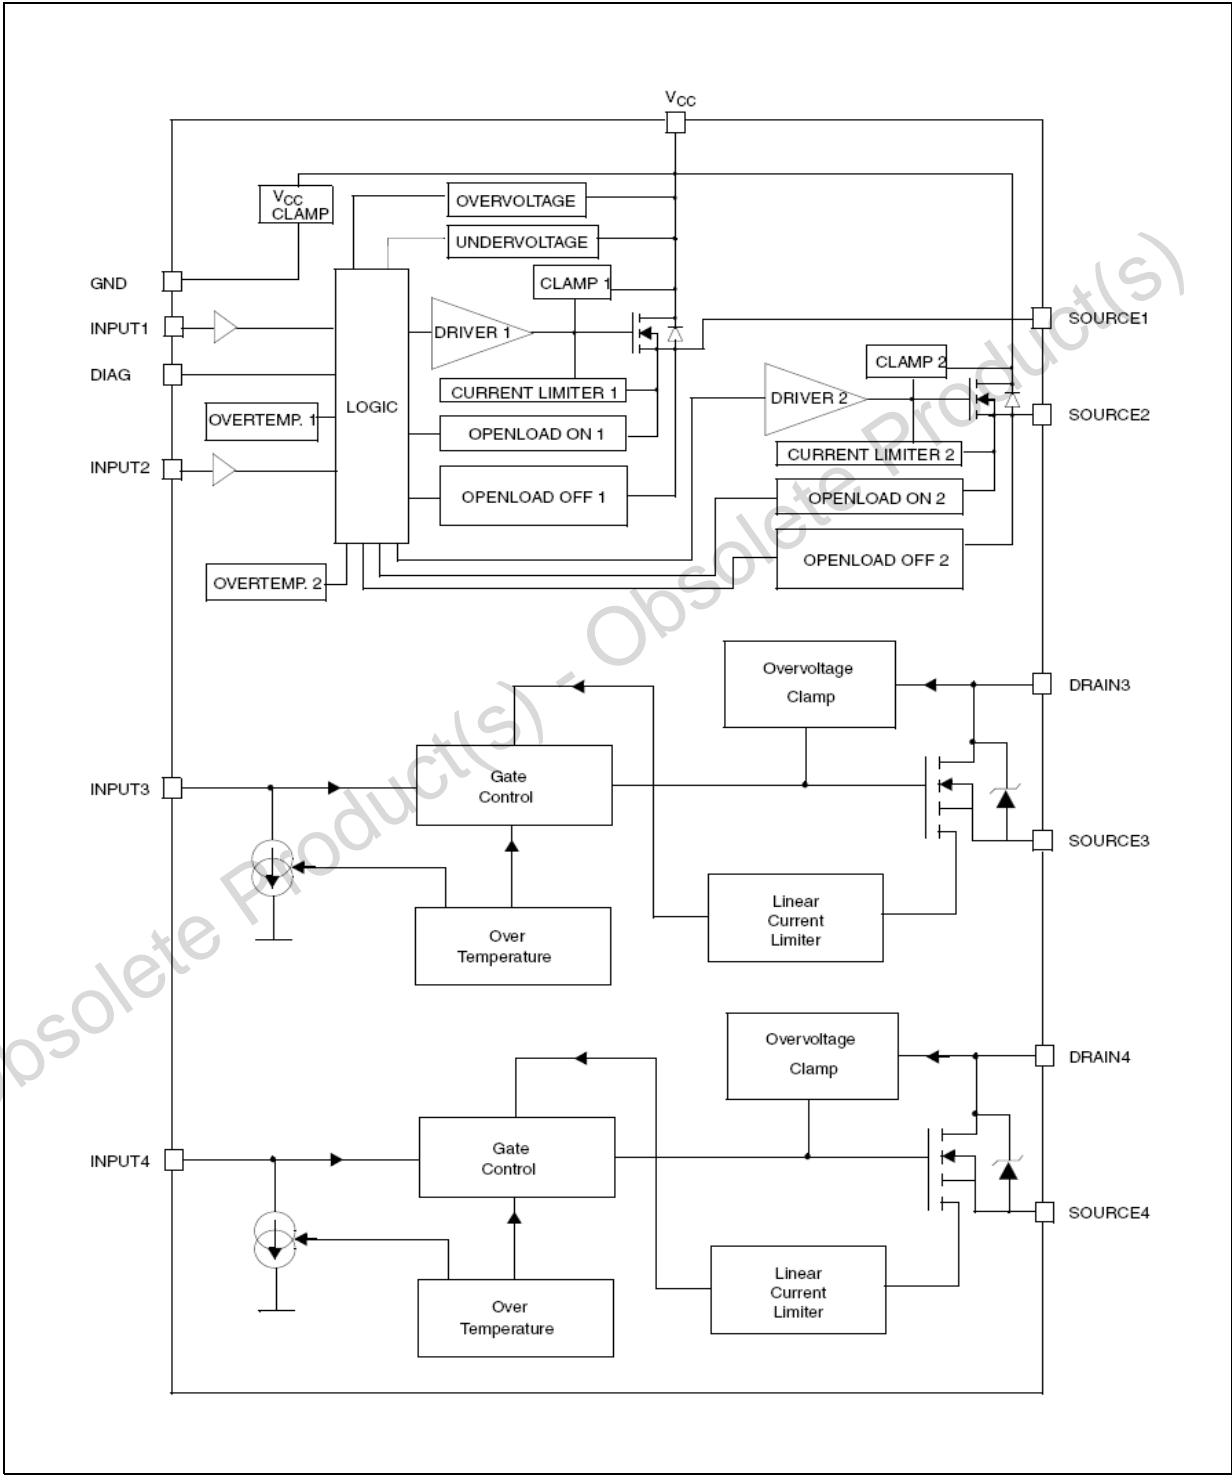 VCC
VCC
CLAMP
OVERVOLTAGE
UNDERVOLTAGE
GND
CLAMP 1
INPUT1
DRIVER 1
SOURCE1
DIAG
CLAMP 2
CURRENT LIMITER 1
DRIVER 2
LOGIC
OVERTEMP. 1
SOURCE2
OPENLOAD ON 1
INPUT2
CURRENT LIMITER 2
OPENLOAD OFF 1
OPENLOAD ON 2
OPENLOAD OFF 2
OVERTEMP. 2
Overvoltage
Clamp
DRAIN3
INPUT3
Gate
Control
SOURCE3
Linear
Current
Limiter
Over
Temperature
Overvoltage
Clamp
DRAIN4
INPUT4
Gate
Control
SOURCE4
Linear
Current
Limiter
Over
Temperature
bsolete Product(s) - Obsolete Product(s)